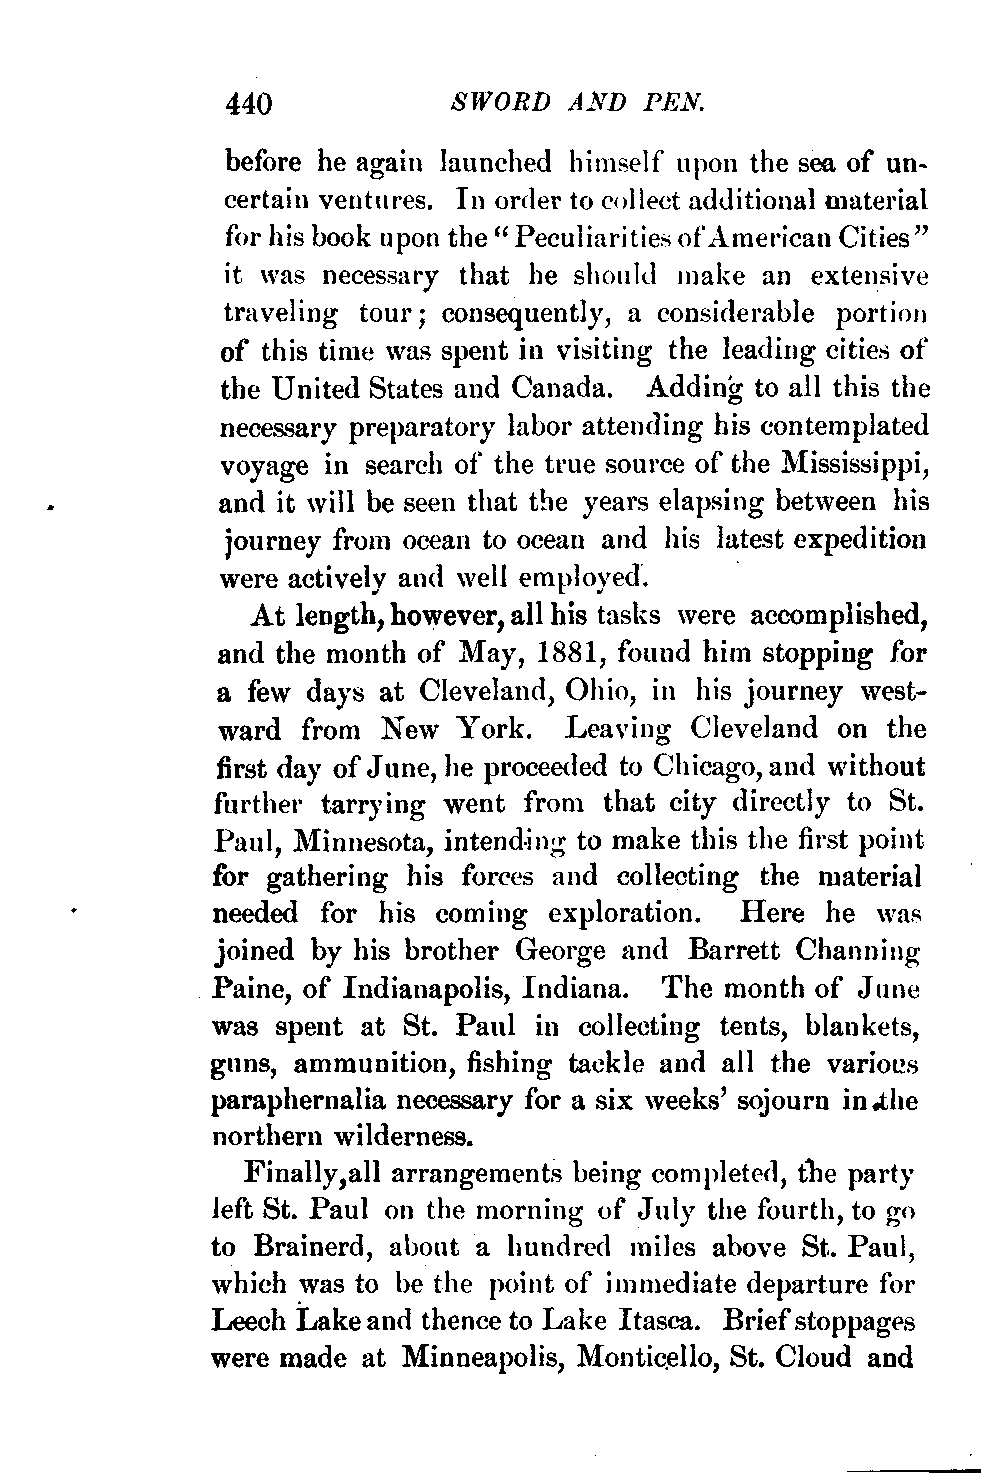 440 SWORD AND PEN.
before he again launched himself upon the sea of un-
certain ventures. In order to collect additional material
for his book upon the “Peculiarities of American Cities”
it was necessary that he should make an extensive
traveling tour; consequently, a considerable portion
of this time was spent in visiting the leading cities of
the United States and Canada. Adding to all this the
necessary preparatory labor attending his contemplated
voyage in search of the true source of the Mississippi,
and it will be seen that the years elapsing between his
journey from ocean to ocean and his latest expedition
were actively and well employed.
At length, however, all his tasks were accomplished,
and the month of May, 1881, found him stopping for
a few days at Cleveland, Ohio, in his journey west-
ward from New York. Leaving Cleveland on the
first day of June, he proceeded to Chicago, and without
further tarrying went from that city directly to St.
Paul, Minnesota, intending to make this the first point
for gathering his forces and collecting the material
needed for his coming exploration. Here he was
joined by his brother George and Barrett Channing
Paine, of Indianapolis, Indiana. The month of June
was spent at St. Paul in collecting tents, blankets,
guns, ammunition, fishing tackle and all the various
paraphernalia necessary for a six weeks’ sojourn in the
northern wilderness.
Finally, all arrangements being completed, the party
left St. Paul on the morning of July the fourth, to go
to Brainerd, about a hundred miles above St. Paul,
which was to be the point of immediate departure for
Leech Lake and thence to Lake Itasca. Brief stoppages
were made at Minneapolis, Monticello, St. Cloud and